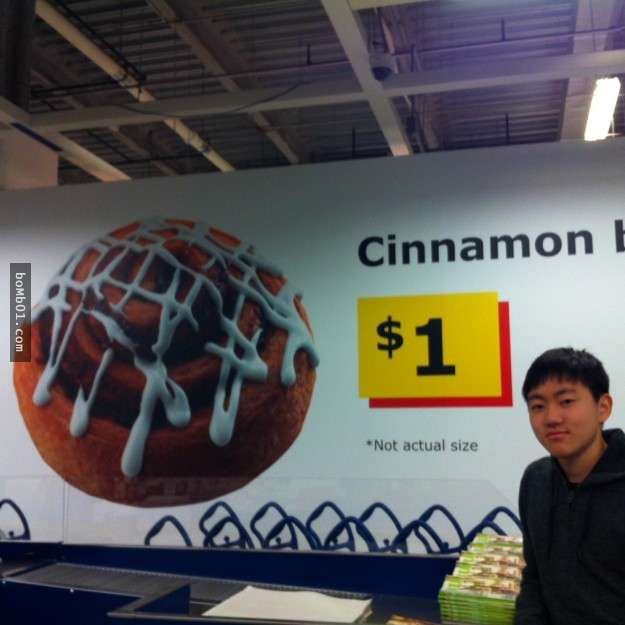 Cinnamon b
$1
*Not actual size
boMb01.com